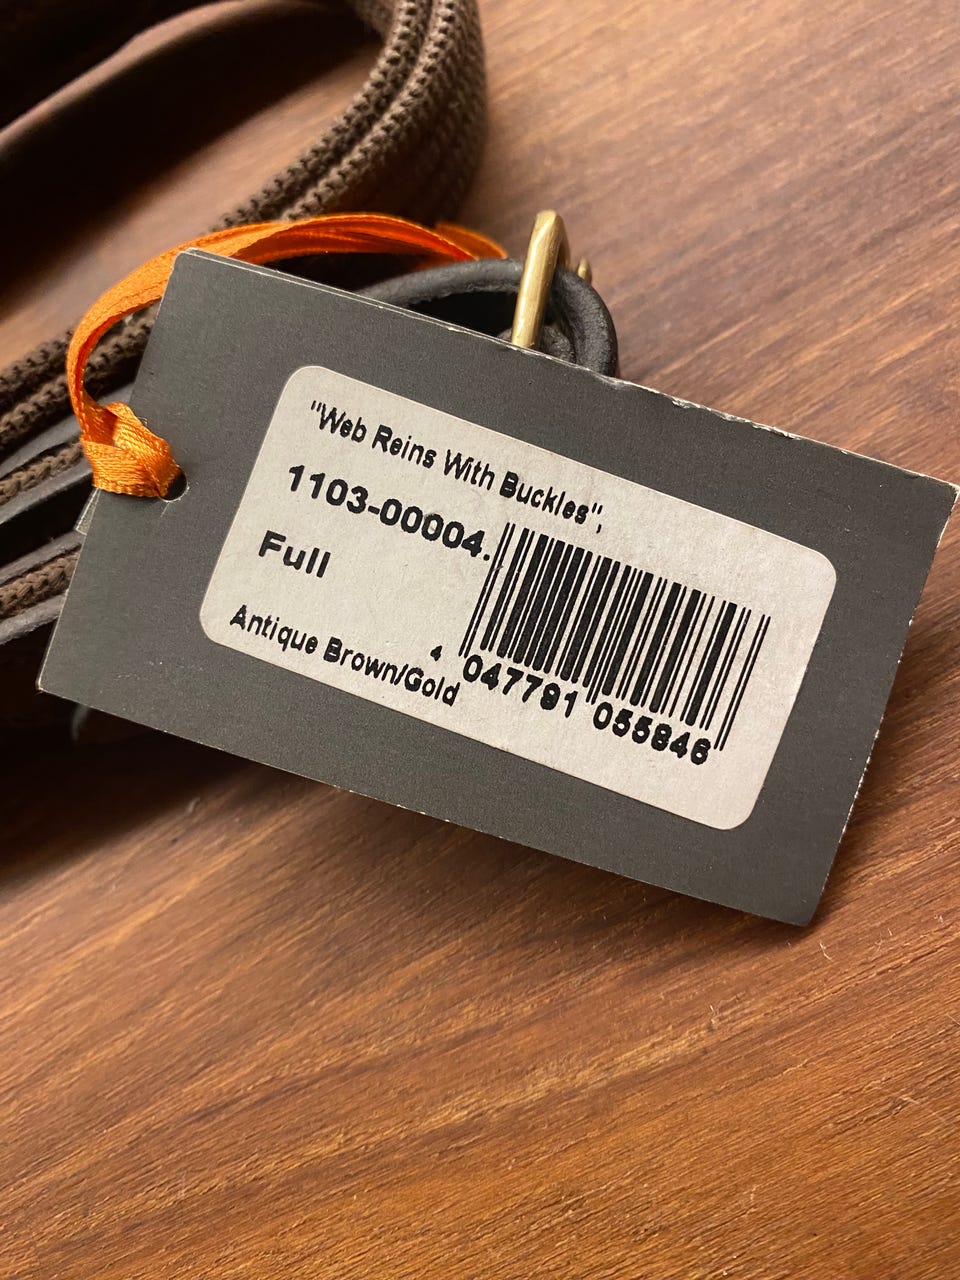 "Web Reins With Buckles",
1103-00004.
Full
Antique Brown/Gold
4 047791 055846